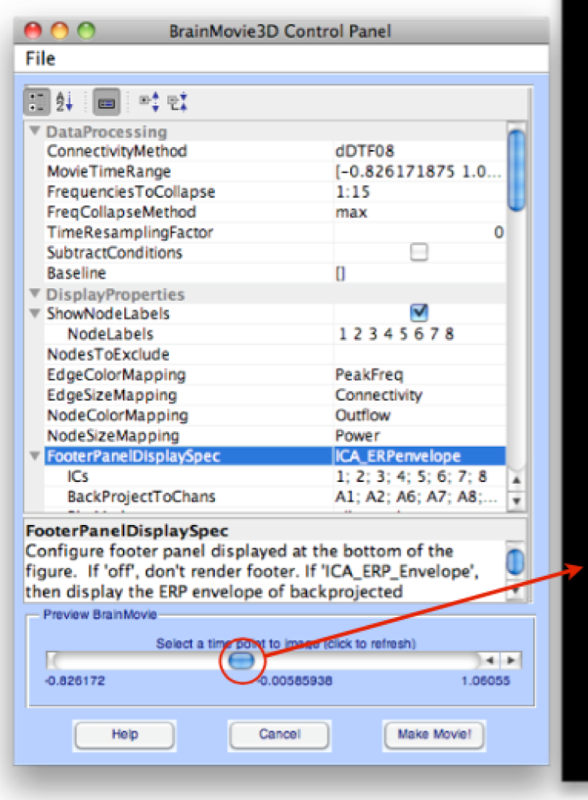 BrainMovie3D Control Panel
File
DataProcessing
ConnectivityMethod dDTF08
MovieTimeRange [-0.826171875 1.0...
FrequenciesToCollapse 1:15
FreqCollapseMethod max
TimeResamplingFactor 0
SubtractConditions
Baseline []
DisplayProperties
ShowNodeLabels
NodeLabels 1 2 3 4 5 6 7 8
NodesToExclude
EdgeColorMapping PeakFreq
EdgeSizeMapping Connectivity
NodeColorMapping Outflow
NodeSizeMapping Power
FooterPanelDisplaySpec ICA_ERPenvelope
ICs 1; 2; 3; 4; 5; 6; 7; 8
BackProjectToChans A1; A2; A6; A7; A8;...
FooterPanelDisplaySpec
Configure footer panel displayed at the bottom of the
figure. If 'off', don't render footer. If 'ICA_ERP_Envelope',
then display the ERP envelope of backprojected
Preview BrainMovie
Select a time point to image (click to refresh)
-0.826172 -0.00585938 1.06055
Help Cancel Make Movie!